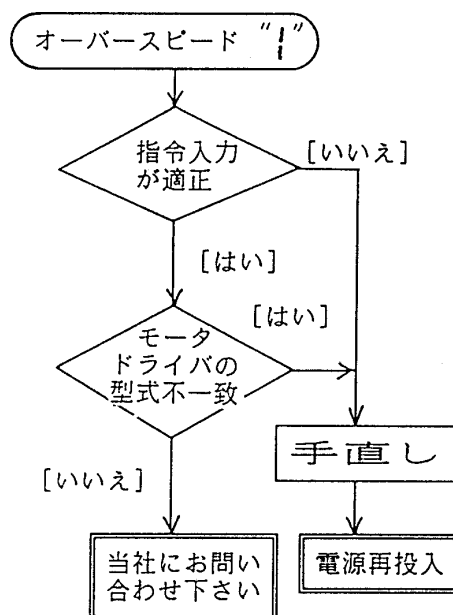 オーバースピード "1"
指令入力
が適正
[いいえ]
[はい]
[はい]
モータ
ドライバの
型式不一致
手直し
[いいえ]
当社にお問い
合わせ下さい
電源再投入